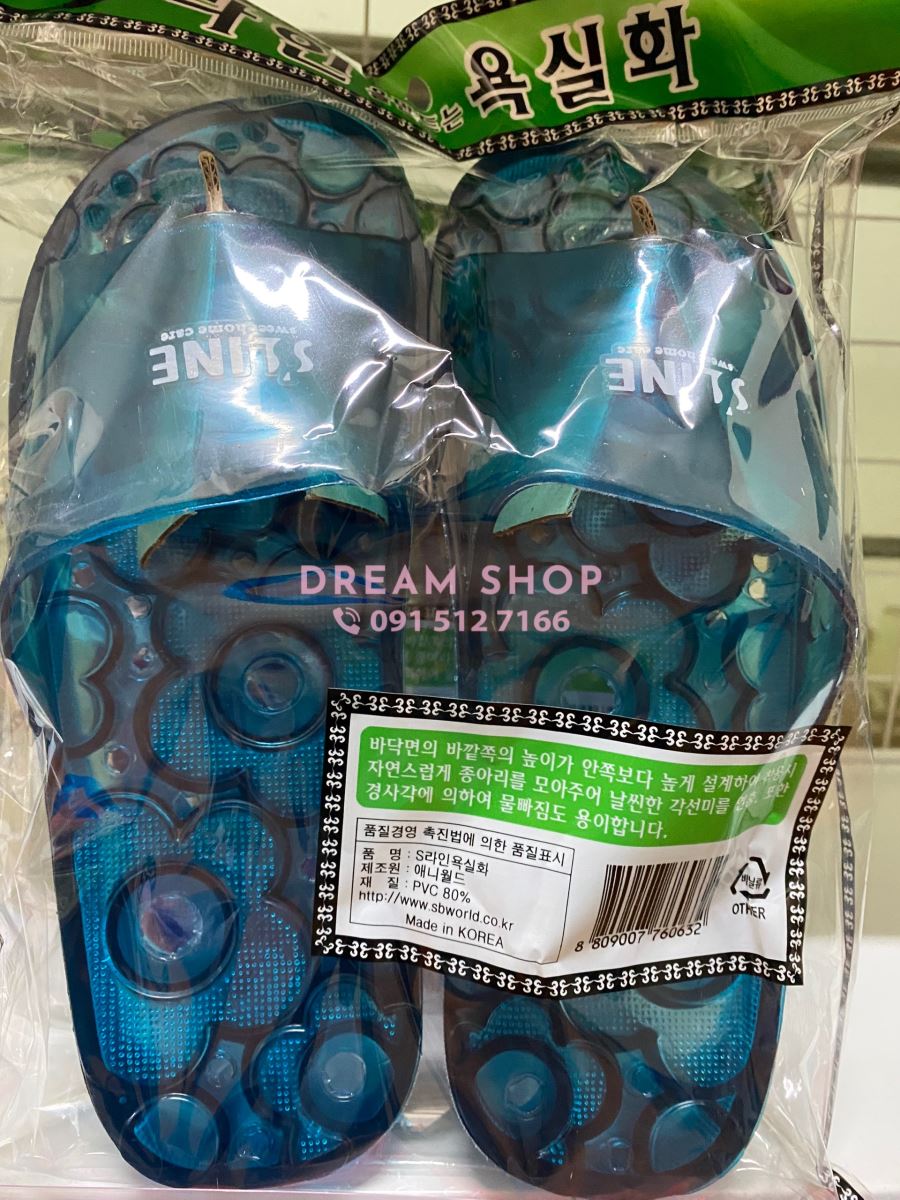 욕실화
S'LINE
sweet home care
S'LINE
sweet home care
DREAM SHOP
091 512 7166
바닥면의 바깥쪽의 높이가 안쪽보다 높게 설계하여
자연스럽게 종아리를 모아주어 날씬한 각선미를
경사각에 의하여 물빠짐도 용이합니다.
품질경영 촉진법에 의한 품질표시
품 명 : S라인욕실화
제조원 : 애니월드
재 질 : PVC 80%
http://www.sbworld.co.kr
Made in KOREA
8 809007 760632
비닐류
OTHER